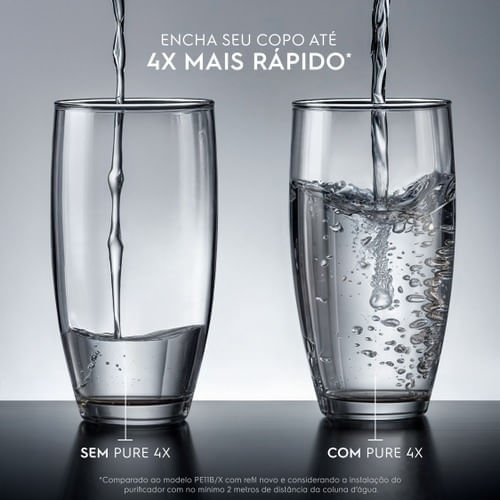 ENCHA SEU COPO ATÉ
4X MAIS RÁPIDO*
SEM PURE 4X
COM PURE 4X
*Comparado ao modelo PE11B/X com refil novo e considerando a instalação do
purificador com no mínimo 2 metros de distância da coluna d'água.